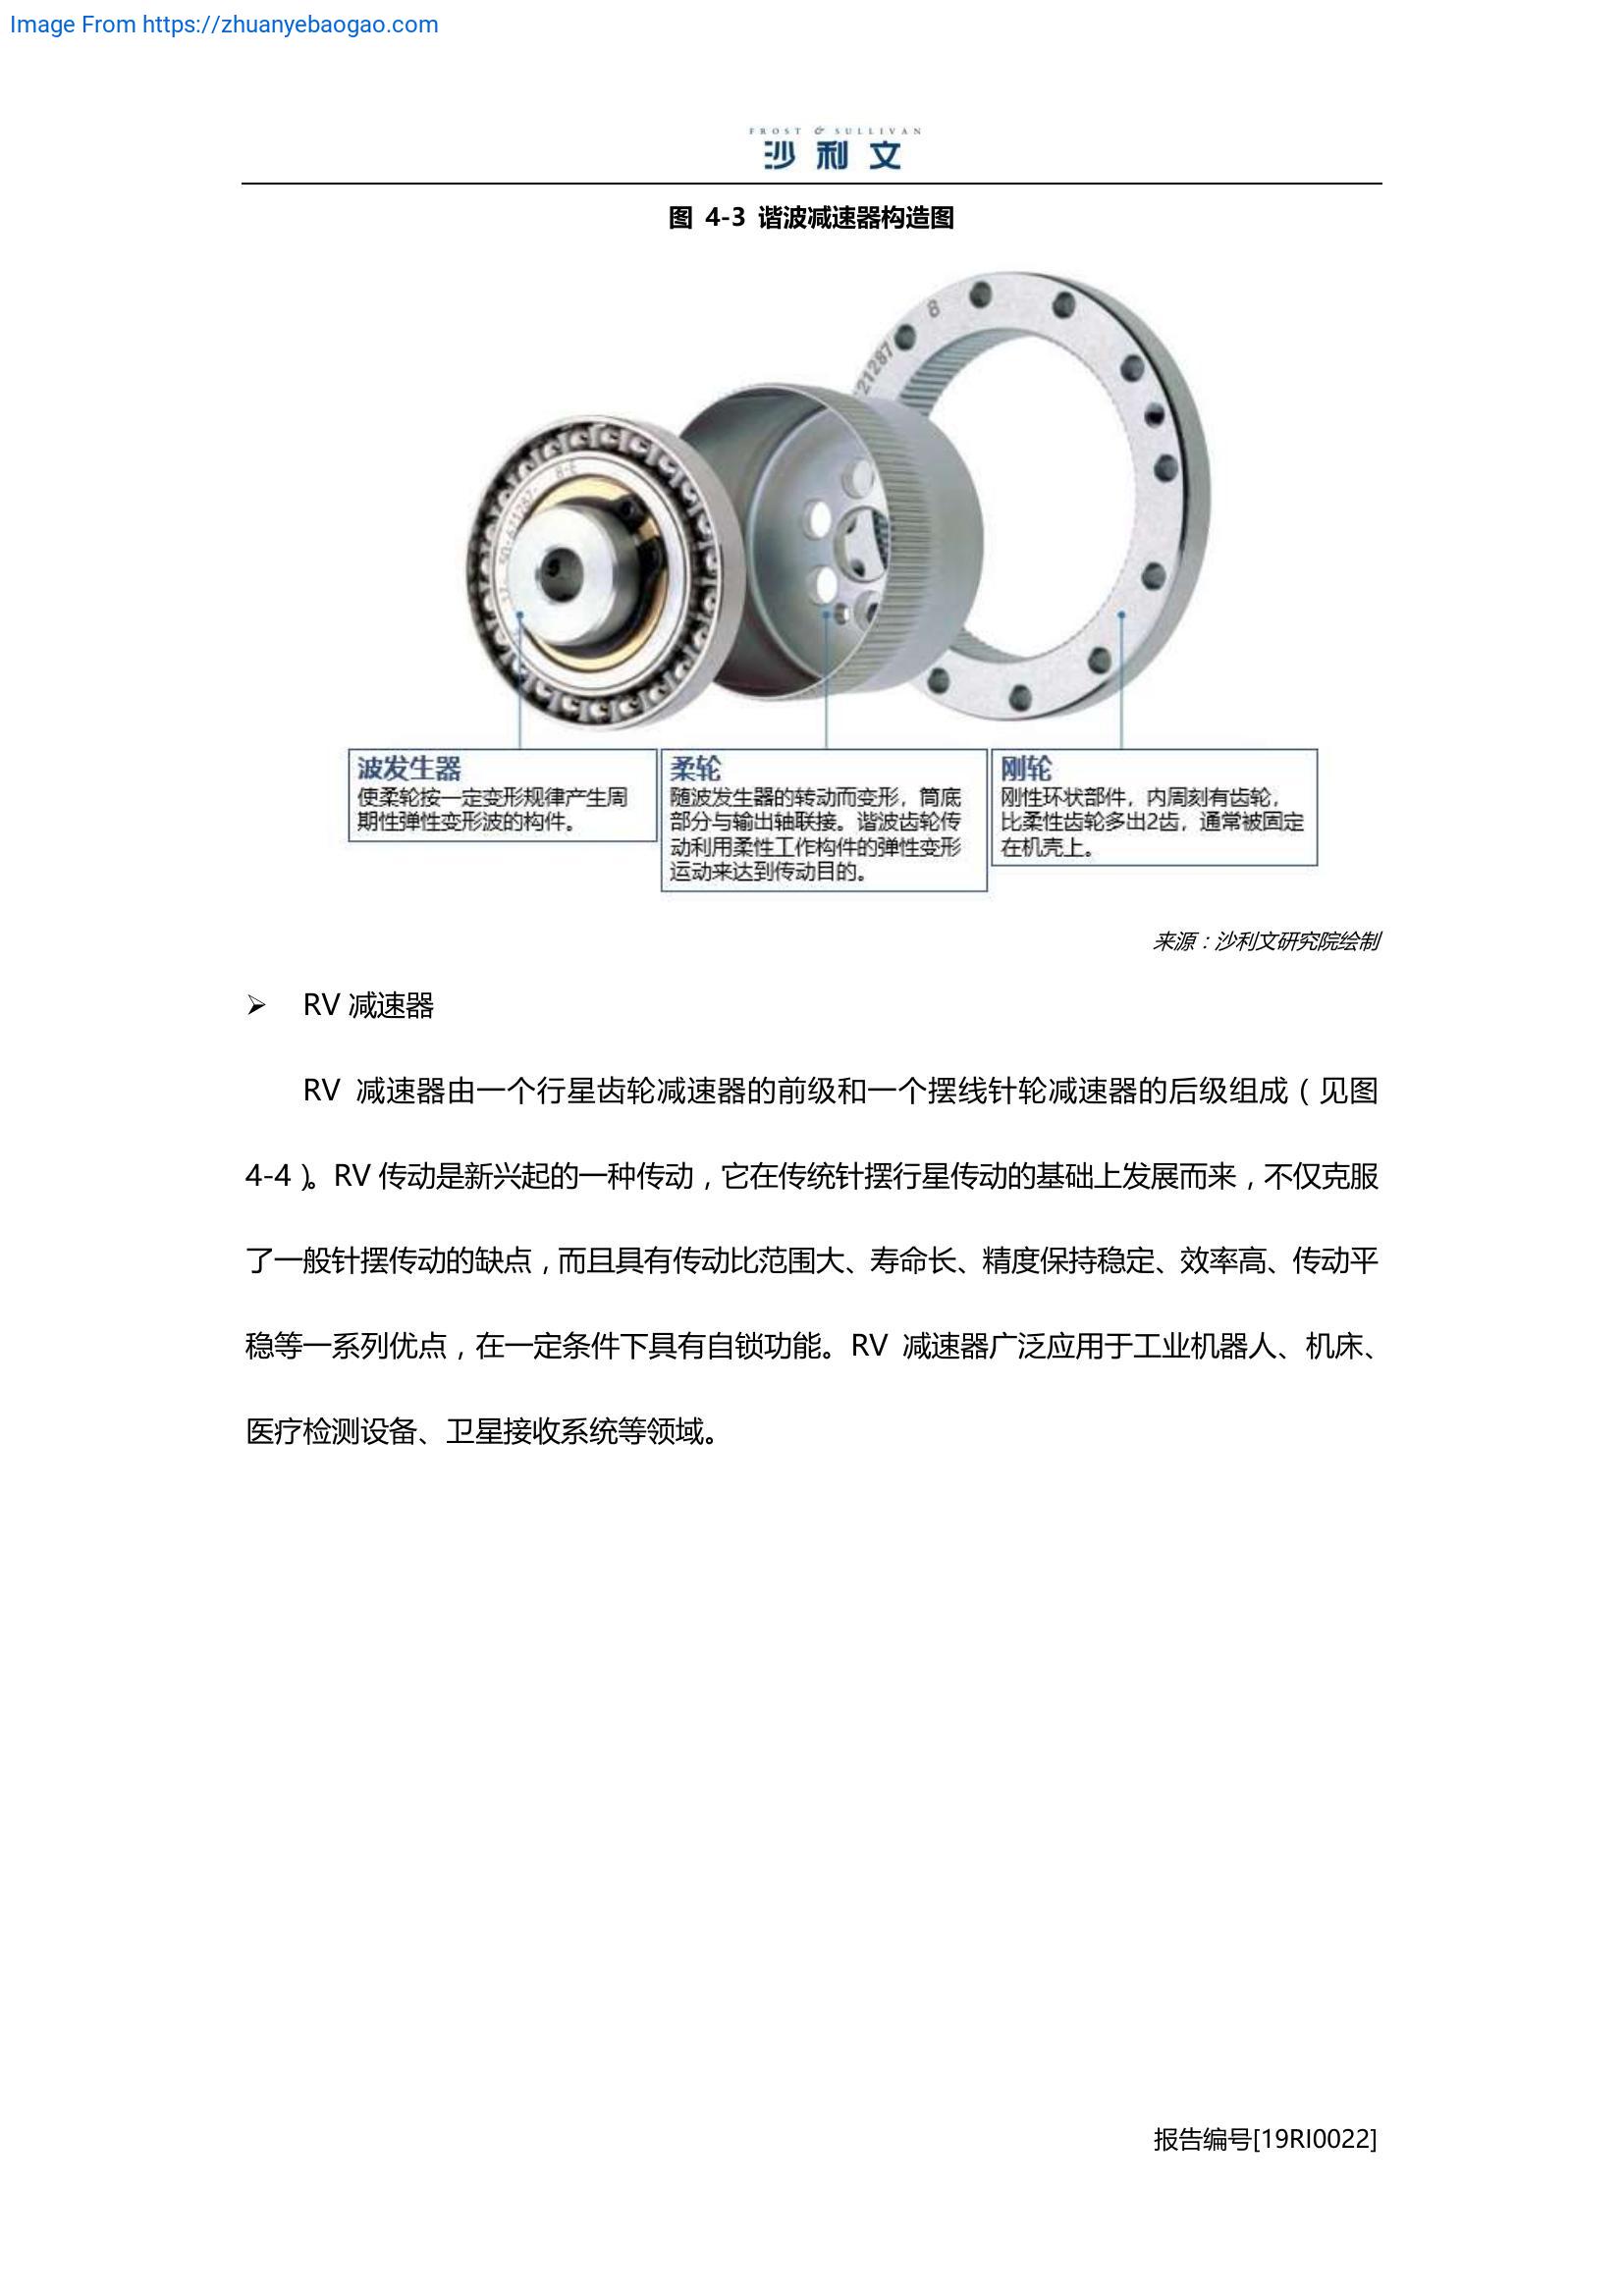 Image From https://zhuanyebaogao.com
FROST & SULLIVAN
沙利文
图 4-3 谐波减速器构造图
8
21287
波发生器
使柔轮按一定变形规律产生周
期性弹性变形波的构件。
柔轮
随波发生器的转动而变形，筒底
部分与输出轴联接。谐波齿轮传
动利用柔性工作构件的弹性变形
运动来达到传动目的。
刚轮
刚性环状部件，内周刻有齿轮，
比柔性齿轮多出2齿，通常被固定
在机壳上。
来源：沙利文研究院绘制
➢ RV 减速器
RV 减速器由一个行星齿轮减速器的前级和一个摆线针轮减速器的后级组成（见图
4-4）。RV 传动是新兴起的一种传动，它在传统针摆行星传动的基础上发展而来，不仅克服
了一般针摆传动的缺点，而且具有传动比范围大、寿命长、精度保持稳定、效率高、传动平
稳等一系列优点，在一定条件下具有自锁功能。RV 减速器广泛应用于工业机器人、机床、
医疗检测设备、卫星接收系统等领域。
报告编号[19RI0022]